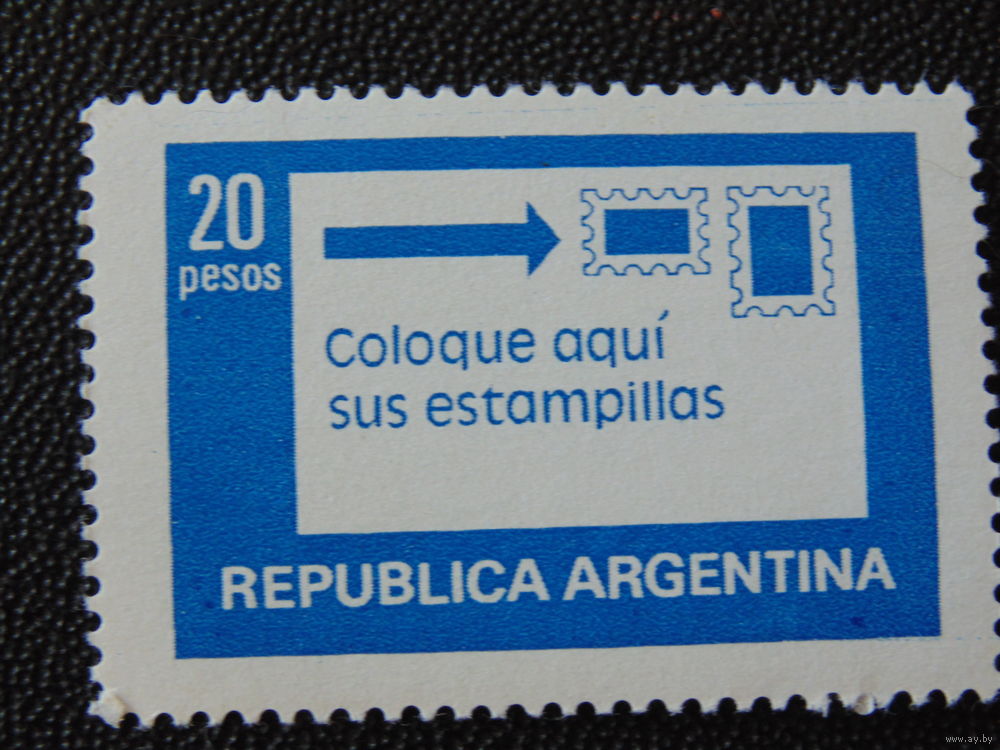 20
pesos
Coloque aquí
sus estampillas
REPUBLICA ARGENTINA
www.ay.by